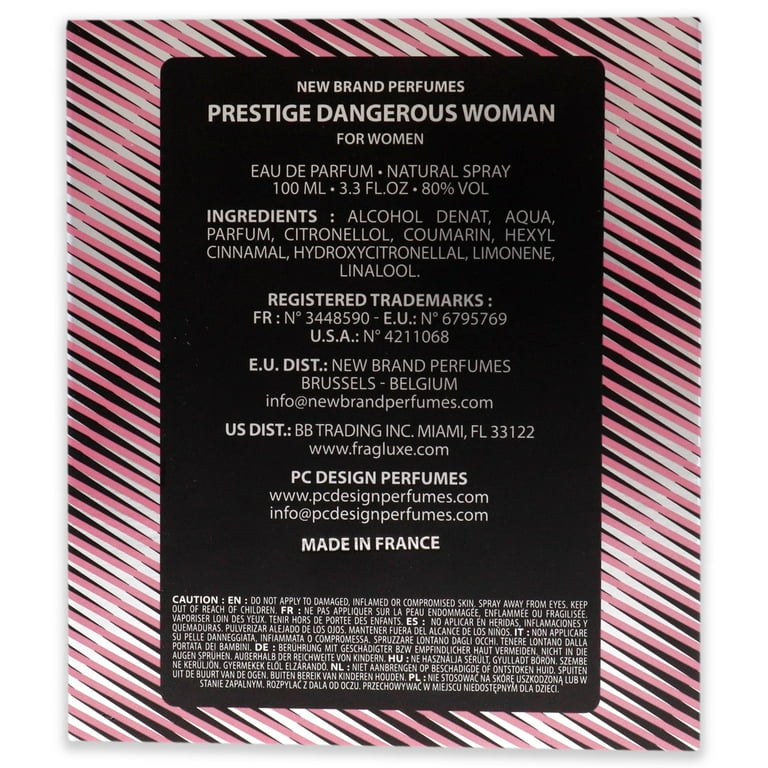 NEW BRAND PERFUMES
PRESTIGE DANGEROUS WOMAN
FOR WOMEN
EAU DE PARFUM • NATURAL SPRAY
100 ML • 3.3 FL.OZ • 80% VOL
INGREDIENTS : ALCOHOL DENAT, AQUA,
PARFUM, CITRONELLOL, COUMARIN, HEXYL
CINNAMAL, HYDROXYCITRONELLAL, LIMONENE,
LINALOOL.
REGISTERED TRADEMARKS :
FR : N° 3448590 - E.U.: N° 6795769
U.S.A.: N° 4211068
E.U. DIST.: NEW BRAND PERFUMES
BRUSSELS - BELGIUM
info@newbrandperfumes.com
US DIST.: BB TRADING INC. MIAMI, FL 33122
www.fragluxe.com
PC DESIGN PERFUMES
www.pcdesignperfumes.com
info@pcdesignperfumes.com
MADE IN FRANCE
CAUTION : EN : DO NOT APPLY TO DAMAGED, INFLAMED OR COMPROMISED SKIN, SPRAY AWAY FROM EYES. KEEP
OUT OF REACH OF CHILDREN. FR : NE PAS APPLIQUER SUR LA PEAU ENDOMMAGÉE, ENFLAMMÉE OU FRAGILISÉE,
VAPORISER LOIN DES YEUX. TENIR HORS DE PORTÉE DES ENFANTS. ES : NO APLICAR EN HERIDAS, INFLAMACIONES Y
QUEMADURAS. PULVERIZAR ALEJADO DE LOS OJOS. MANTENER FUERA DEL ALCANCE DE LOS NIÑOS. IT : NON APPLICARE
SU PELLE DANNEGGIATA, INFIAMMATA O COMPROMESSA. SPRUZZARE LONTANO DAGLI OCCHI. TENERE LONTANO DALLA
PORTATA DEI BAMBINI. DE : BERÜHRUNG MIT GESCHÄDIGTER BZW EMPFINDLICHER HAUT VERMEIDEN, NICHT IN DIE
AUGEN SPRÜHEN. AUßERHALB DER REICHWEITE VON KINDERN. HU : NE HASZNÁLJA SÉRÜLT, GYULLADT BŐRÖN. SZEMBE
NE KERÜLJÖN. GYERMEKEK ELŐL ELZÁRANDÓ. NL : NIET AANBRENGEN OP BESCHADIGDE OF ONTSTOKEN HUID. SPUITEN
UIT DE BUURT VAN DE OGEN. BUITEN BEREIK VAN KINDEREN HOUDEN. PL : NIE STOSOWAĆ NA SKÓRĘ USZKODZONĄ LUB W
STANIE ZAPALNYM. ROZPYLAĆ Z DALA OD OCZU. PRZECHOWYWAĆ W MIEJSCU NIEDOSTĘPNYM DLA DZIECI.